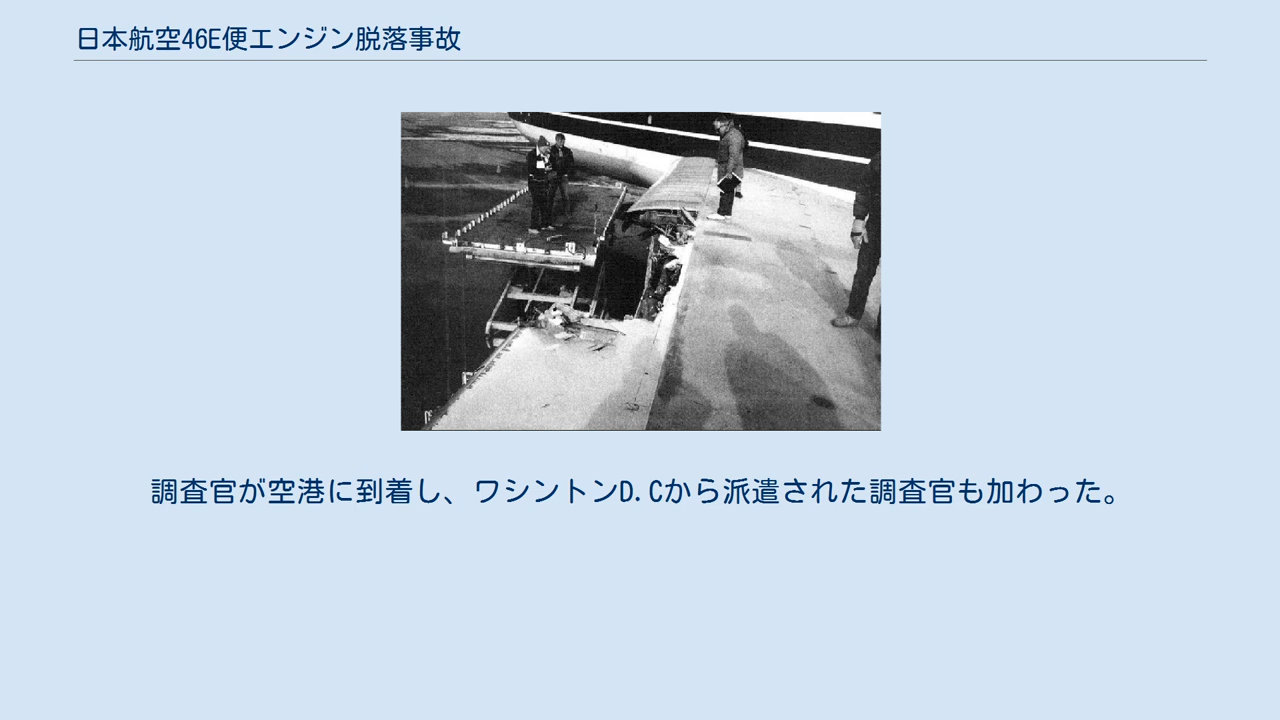 日本航空46E便エンジン脱落事故
調査官が空港に到着し、ワシントンD.Cから派遣された調査官も加わった。